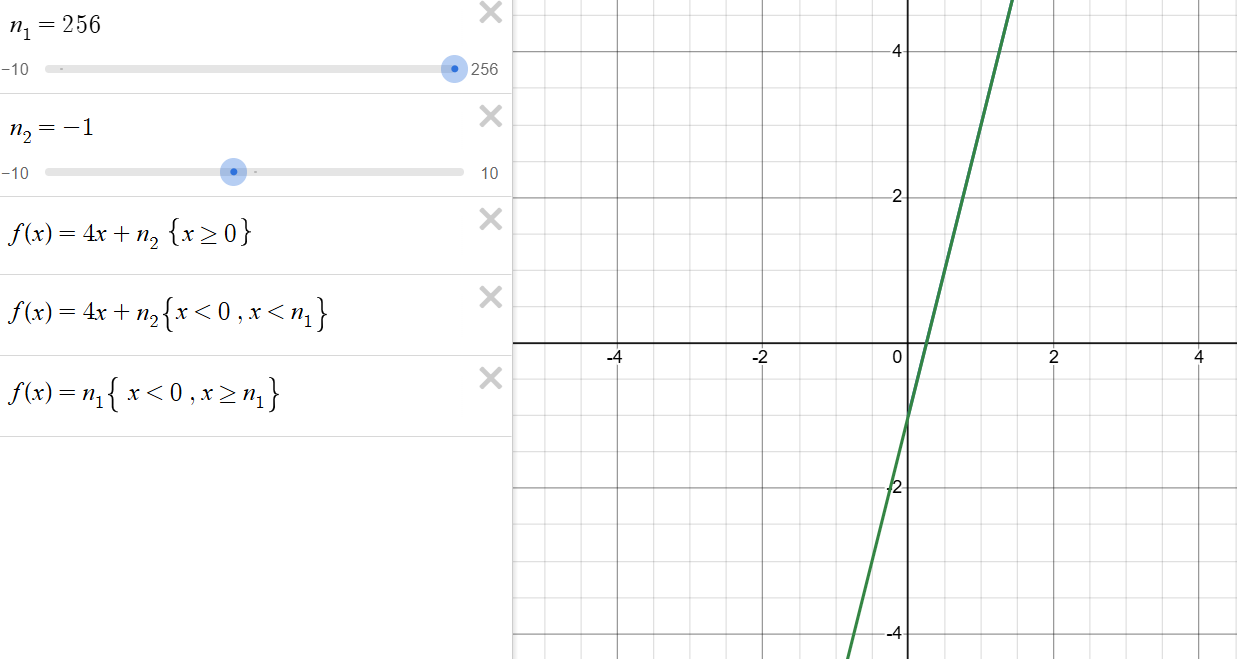 n₁ = 256
−10 256
n₂ = −1
−10 10
f(x) = 4x + n₂ {x ≥ 0}
f(x) = 4x + n₂{x < 0 , x < n₁}
f(x) = n₁{ x < 0 , x ≥ n₁}
4
2
-4 -2 0 2 4
-2
-4